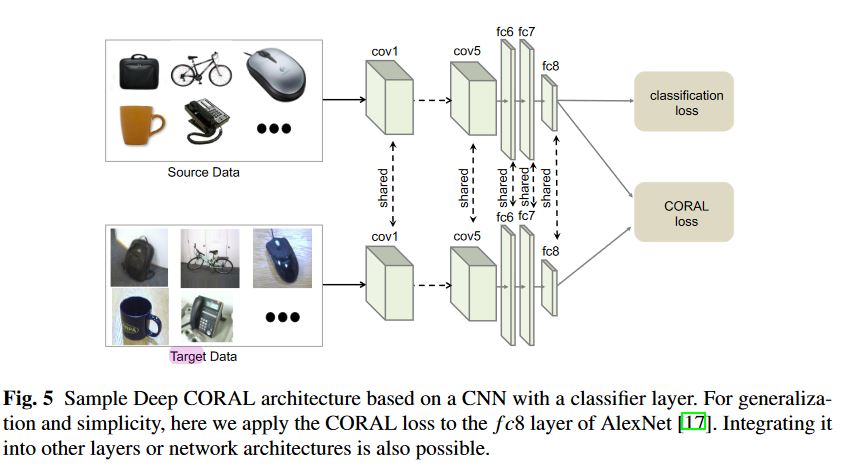 fc6 fc7
cov1
cov5
fc8
classification
loss
Source Data
shared
shared
shared
shared
shared
CORAL
loss
fc6 fc7
cov1
cov5
fc8
Target Data
Fig. 5 Sample Deep CORAL architecture based on a CNN with a classifier layer. For generaliza-
tion and simplicity, here we apply the CORAL loss to the fc8 layer of AlexNet [17]. Integrating it
into other layers or network architectures is also possible.